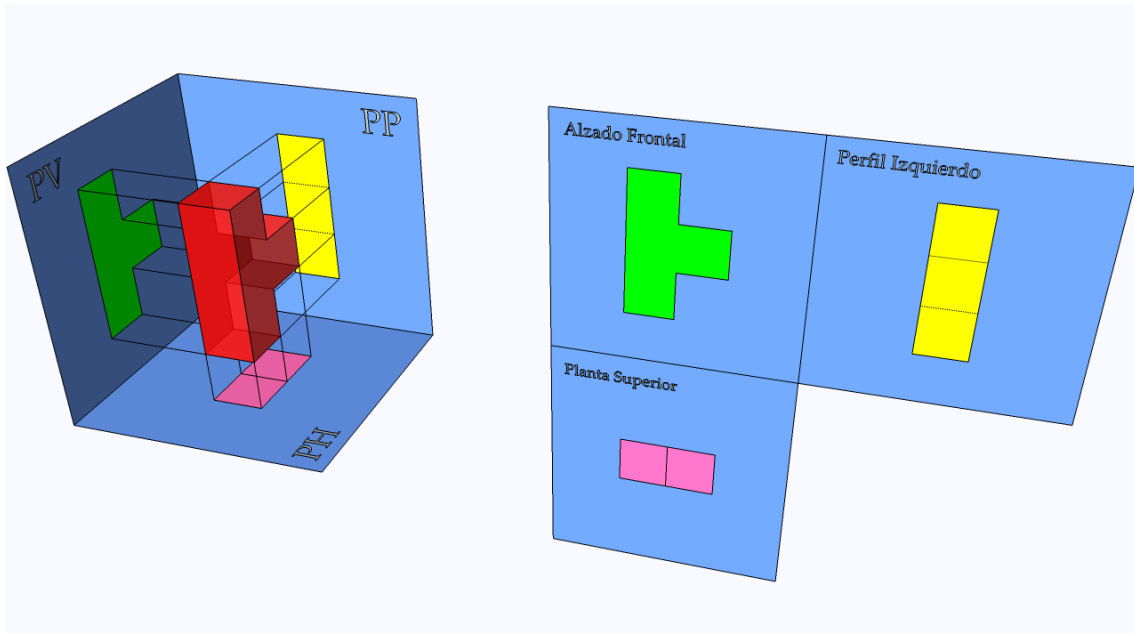 PV
PP
PH
Alzado Frontal
Perfil Izquierdo
Planta Superior